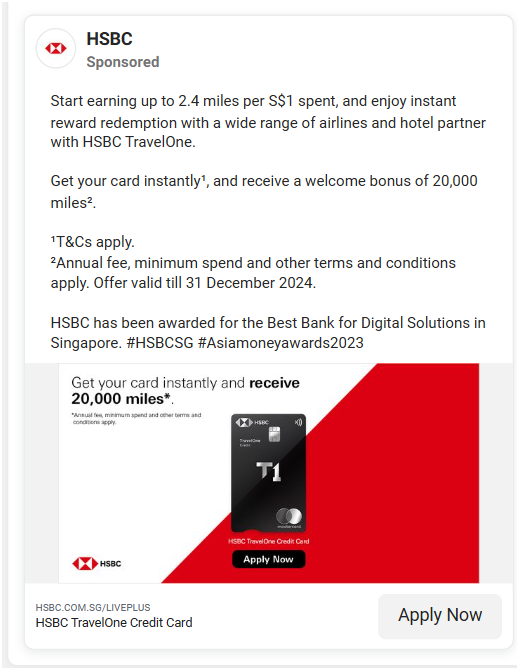 HSBC
Sponsored
Start earning up to 2.4 miles per S$1 spent, and enjoy instant
reward redemption with a wide range of airlines and hotel partner
with HSBC TravelOne.
Get your card instantly¹, and receive a welcome bonus of 20,000
miles².
¹T&Cs apply.
²Annual fee, minimum spend and other terms and conditions
apply. Offer valid till 31 December 2024.
HSBC has been awarded for the Best Bank for Digital Solutions in
Singapore. #HSBCSG #Asiamoneyawards2023
Get your card instantly and receive
20,000 miles*.
*Annual fee, minimum spend and other terms and
conditions apply.
HSBC
TravelOne
Credit
T1
mastercard
HSBC TravelOne Credit Card
Apply Now
HSBC
HSBC.COM.SG/LIVEPLUS
HSBC TravelOne Credit Card
Apply Now